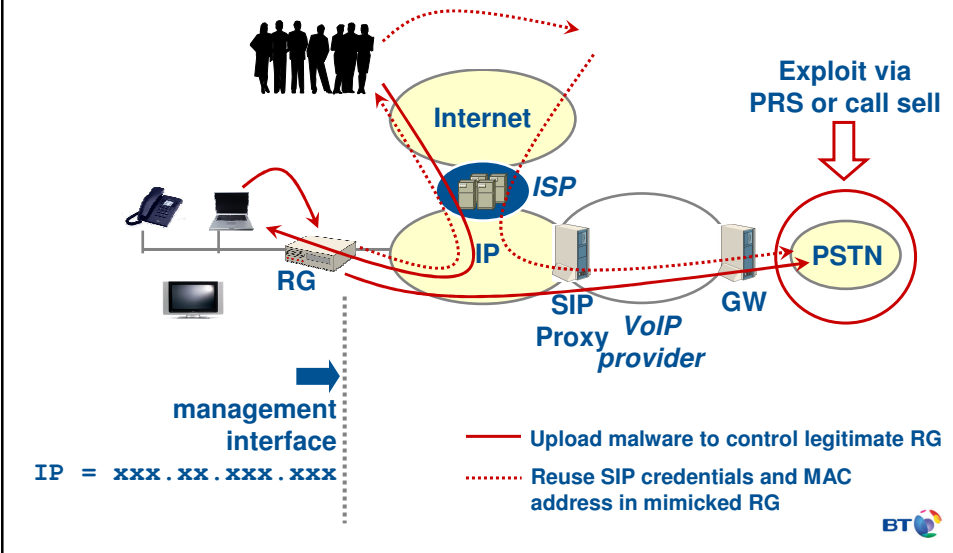 Exploit via
PRS or call sell
Internet
ISP
IP
PSTN
RG
SIP
Proxy
VoIP
provider
GW
management
interface
IP = xxx.xx.xxx.xxx
Upload malware to control legitimate RG
Reuse SIP credentials and MAC
address in mimicked RG
BT